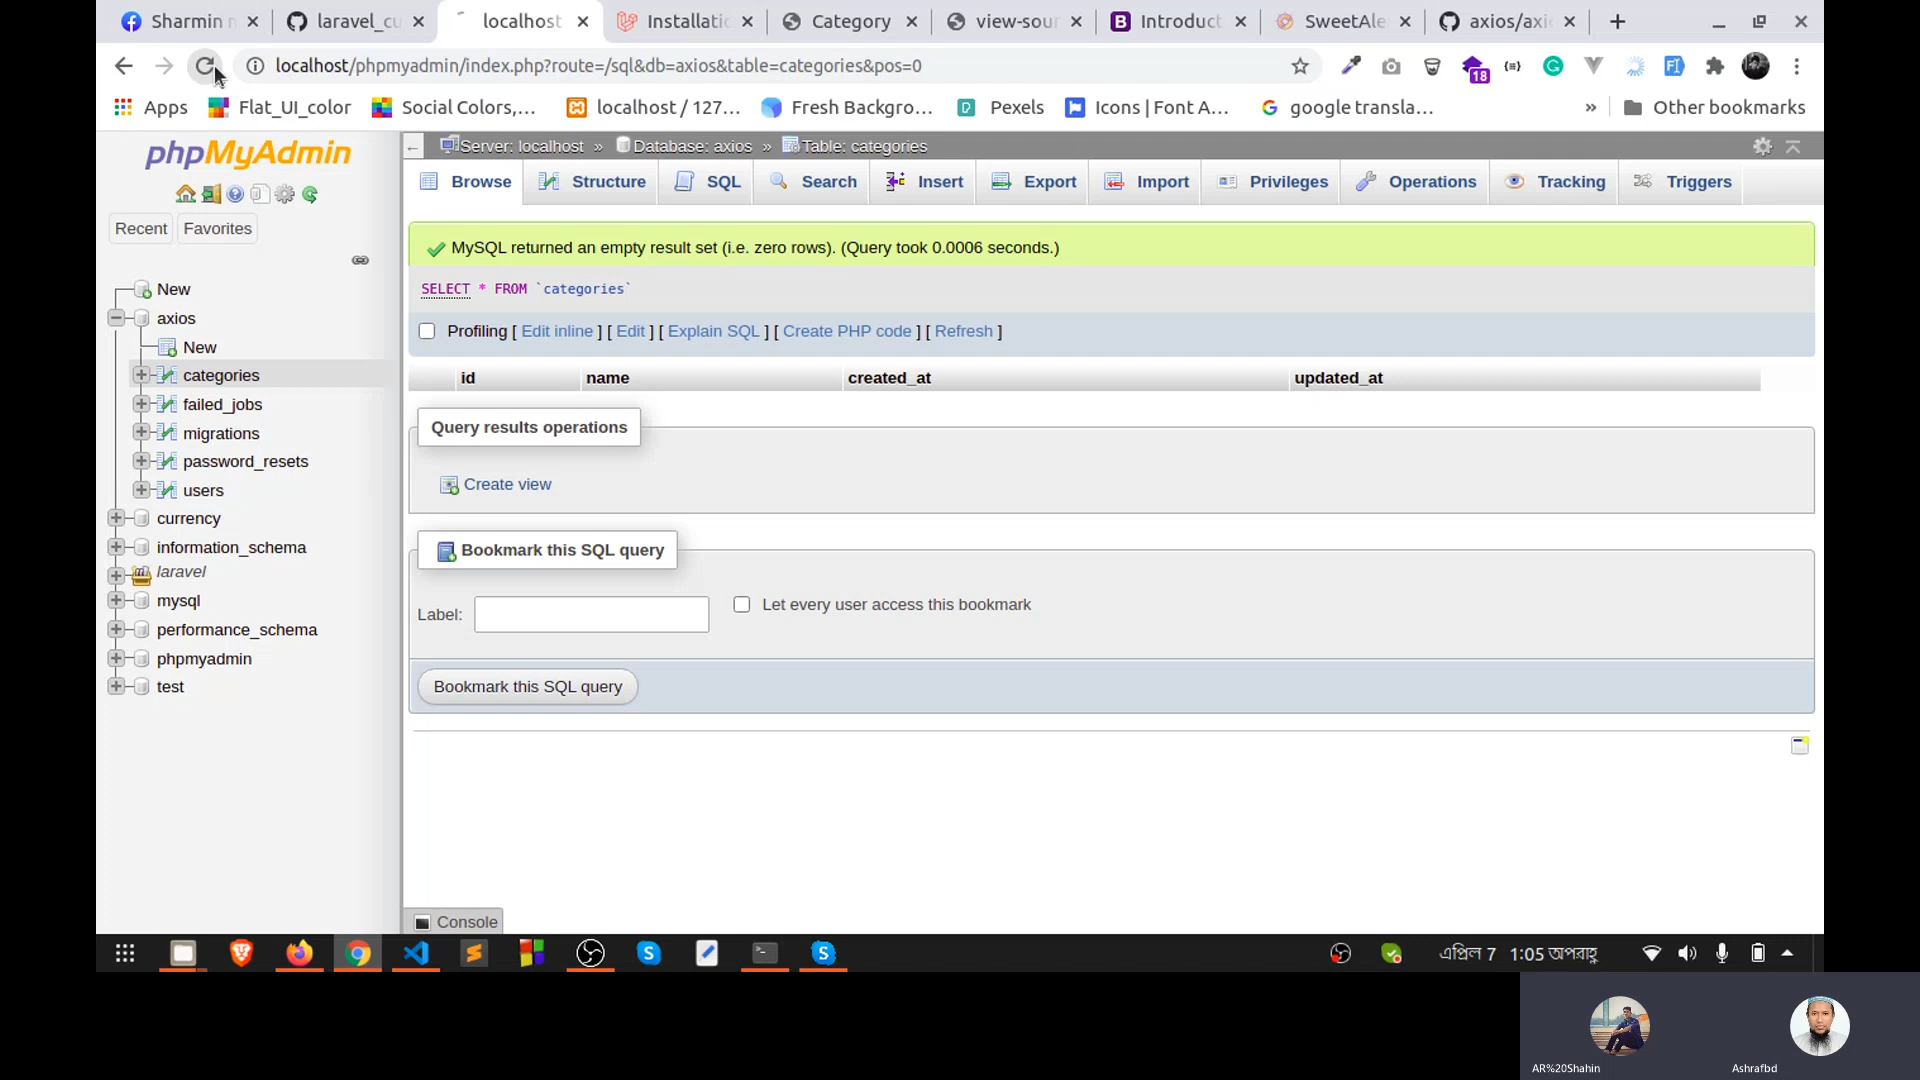 Sharmin n
laravel_cu
localhost
Installatio
Category
view-sour
Introduct
SweetAle
axios/axio
localhost/phpmyadmin/index.php?route=/sql&db=axios&table=categories&pos=0
18
Apps
Flat_UI_color
Social Colors,...
localhost / 127...
Fresh Backgro...
Pexels
Icons | Font A...
google transla...
»
Other bookmarks
phpMyAdmin
Recent
Favorites
New
axios
New
categories
failed_jobs
migrations
password_resets
users
currency
information_schema
laravel
mysql
performance_schema
phpmyadmin
test
Server: localhost » Database: axios » Table: categories
Browse
Structure
SQL
Search
Insert
Export
Import
Privileges
Operations
Tracking
Triggers
MySQL returned an empty result set (i.e. zero rows). (Query took 0.0006 seconds.)
SELECT * FROM `categories`
Profiling [ Edit inline ] [ Edit ] [ Explain SQL ] [ Create PHP code ] [ Refresh ]
id
name
created_at
updated_at
Query results operations
Create view
Bookmark this SQL query
Label:
Let every user access this bookmark
Bookmark this SQL query
Console
এপ্রিল 7 1:05 অপরাহ্ণ
AR%20Shahin
Ashrafbd